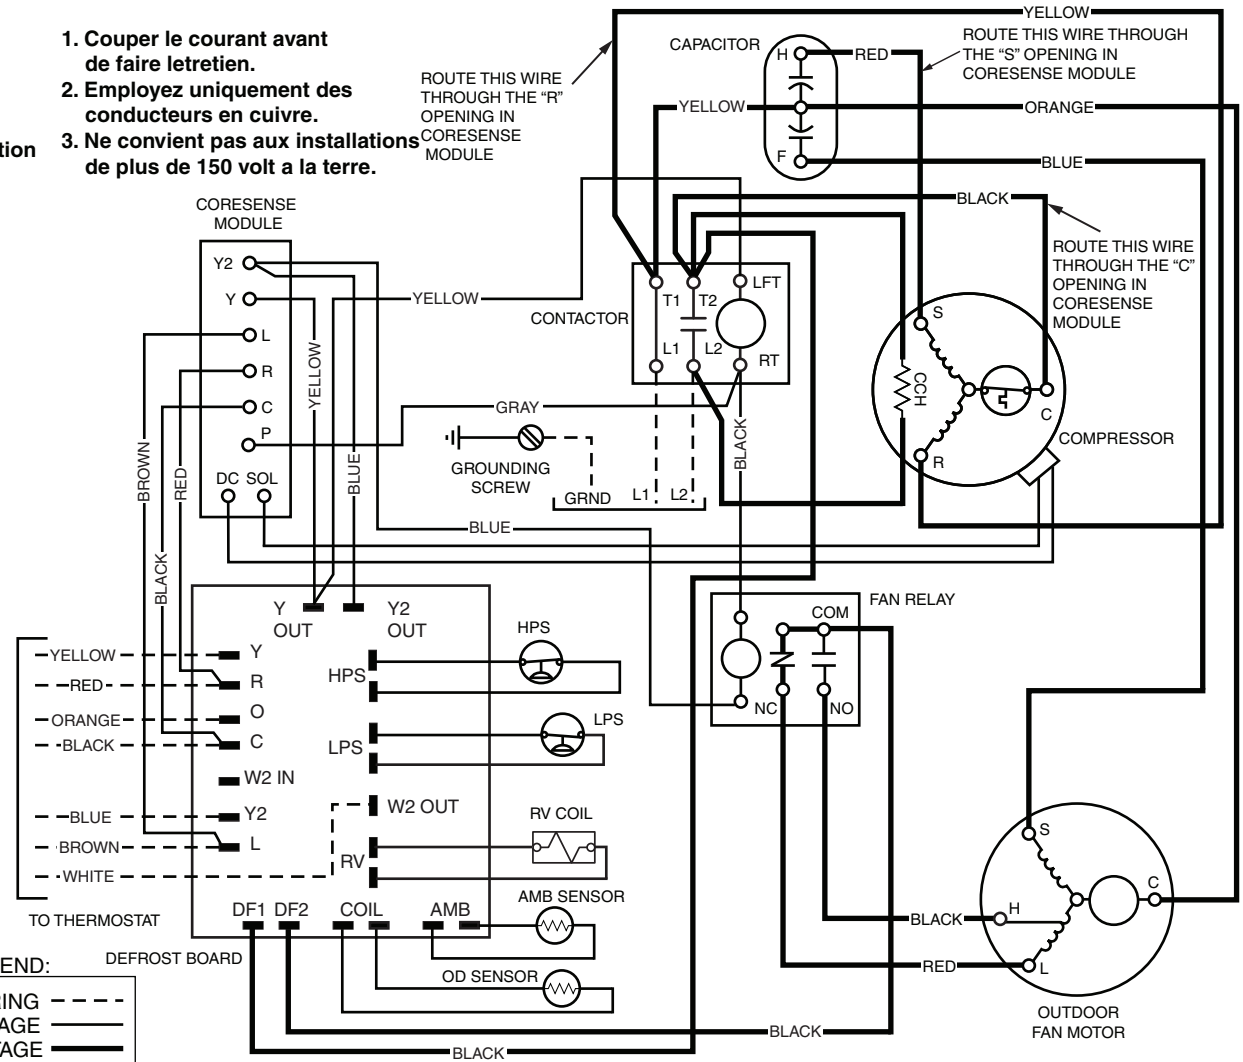 1. Couper le courant avant
de faire letretien.
2. Employez uniquement des
conducteurs en cuivre.
3. Ne convient pas aux installations
de plus de 150 volt a la terre.
tion
ROUTE THIS WIRE
THROUGH THE “R”
OPENING IN
CORESENSE
MODULE
YELLOW
CAPACITOR
H
RED
ROUTE THIS WIRE THROUGH
THE “S” OPENING IN
CORESENSE MODULE
YELLOW
ORANGE
F
BLUE
BLACK
ROUTE THIS WIRE
THROUGH THE “C”
OPENING IN
CORESENSE
MODULE
CORESENSE
MODULE
Y2
Y
L
R
C
P
DC SOL
YELLOW
YELLOW
BLUE
BROWN
RED
BLACK
GRAY
GROUNDING
SCREW
GRND
L1
L2
BLUE
CONTACTOR
T1
T2
LFT
L1
L2
RT
BLACK
S
CCH
C
R
COMPRESSOR
FAN RELAY
COM
NC
NO
Y
OUT
Y2
OUT
YELLOW
Y
RED
R
ORANGE
O
BLACK
C
W2 IN
BLUE
Y2
BROWN
L
WHITE
TO THERMOSTAT
HPS
HPS
LPS
LPS
W2 OUT
RV
RV COIL
DF1 DF2
COIL
AMB
AMB SENSOR
OD SENSOR
DEFROST BOARD
S
H
C
L
BLACK
RED
OUTDOOR
FAN MOTOR
BLACK
BLACK
END:
RING
AGE
TAGE